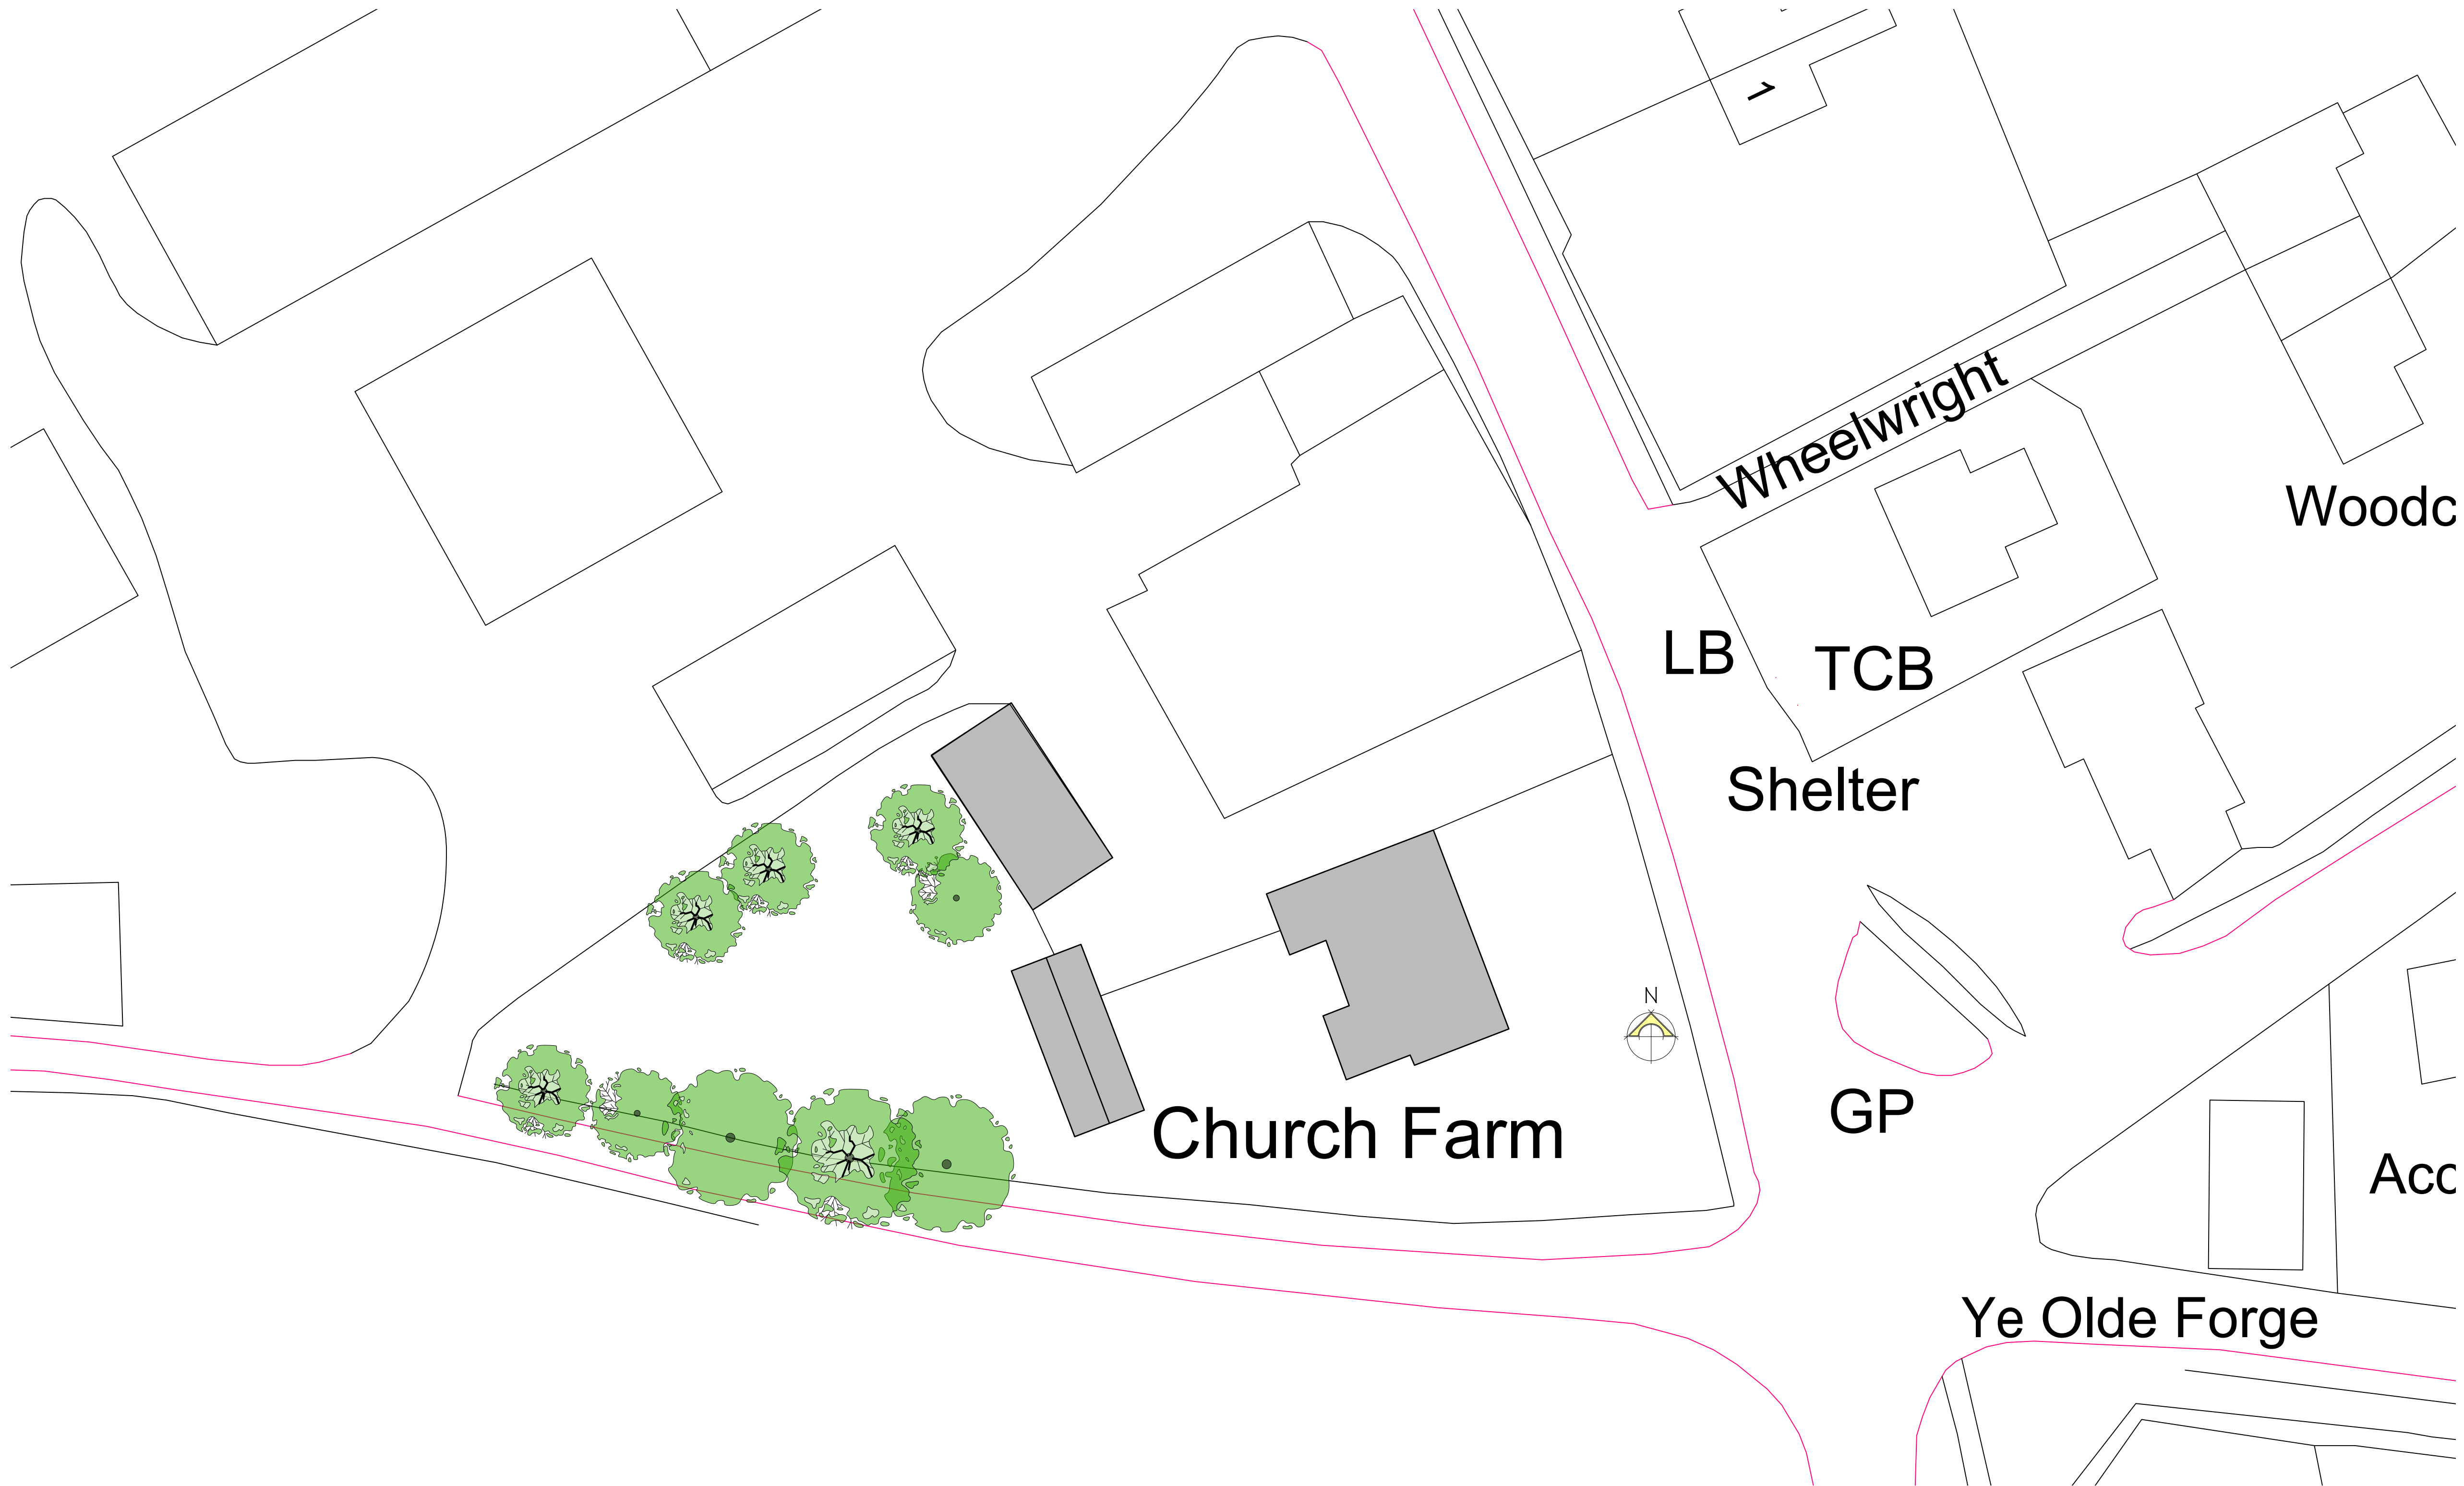 1
Wheelwright
Woodc
LB
TCB
Shelter
N
GP
Church Farm
Acc
Ye Olde Forge